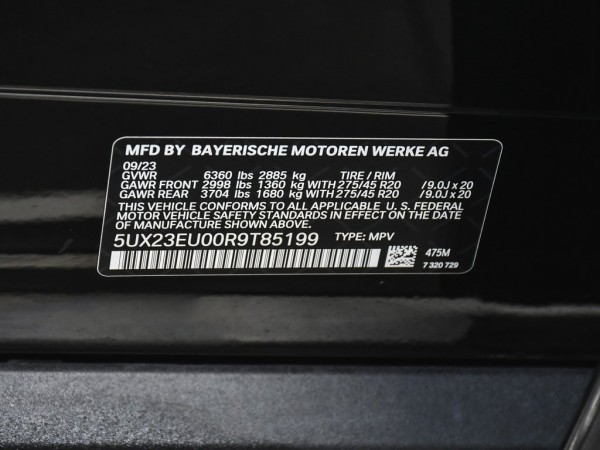 MFD BY BAYERISCHE MOTOREN WERKE AG
09/23
GVWR 6360 lbs 2885 kg TIRE / RIM
GAWR FRONT 2998 lbs 1360 kg WITH 275/45 R20 / 9.0J x 20
GAWR REAR 3704 lbs 1680 kg WITH 275/45 R20 / 9.0J x 20
THIS VEHICLE CONFORMS TO ALL APPLICABLE U. S. FEDERAL
MOTOR VEHICLE SAFETY STANDARDS IN EFFECT ON THE DATE
OF MANUFACTURE SHOWN ABOVE.
5UX23EU00R9T85199 TYPE: MPV
475M
7 320 729